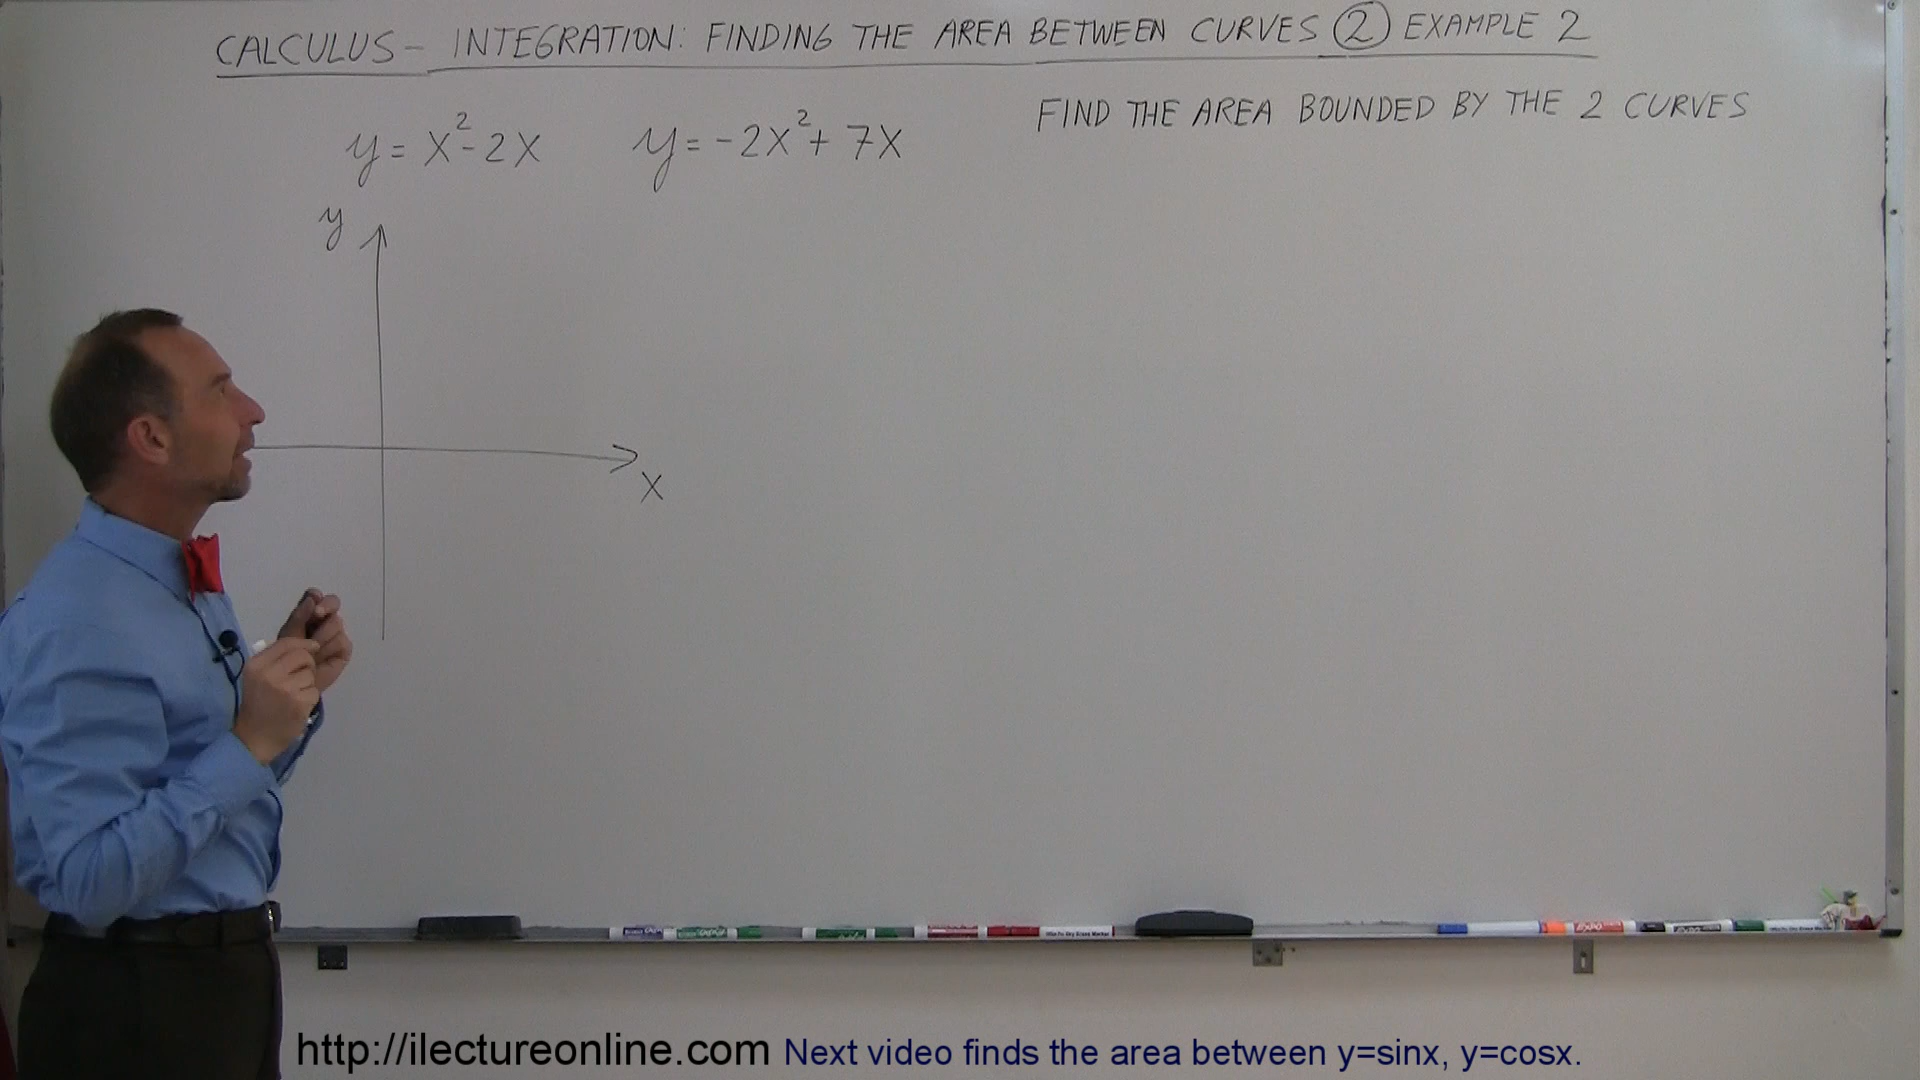 CALCULUS - INTEGRATION: FINDING THE AREA BETWEEN CURVES ② EXAMPLE 2
FIND THE AREA BOUNDED BY THE 2 CURVES
y = x²-2x y = -2x²+ 7x
y
x
http://ilectureonline.com Next video finds the area between y=sinx, y=cosx.